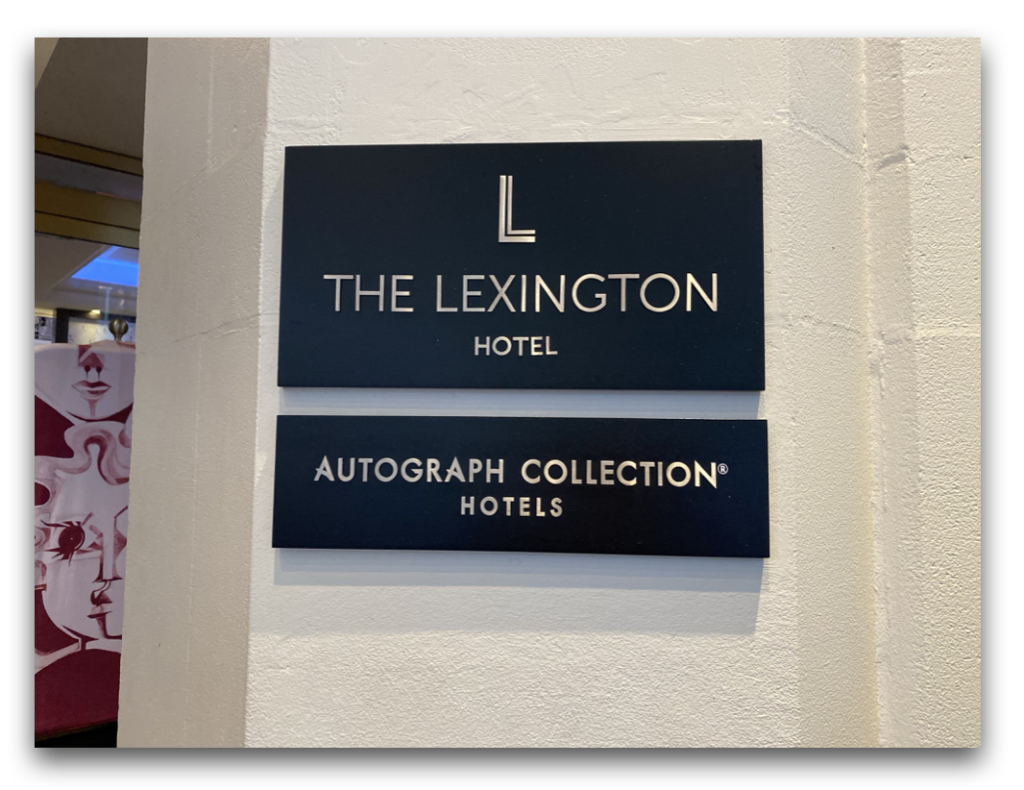 L
THE LEXINGTON
HOTEL
AUTOGRAPH COLLECTION®
HOTELS